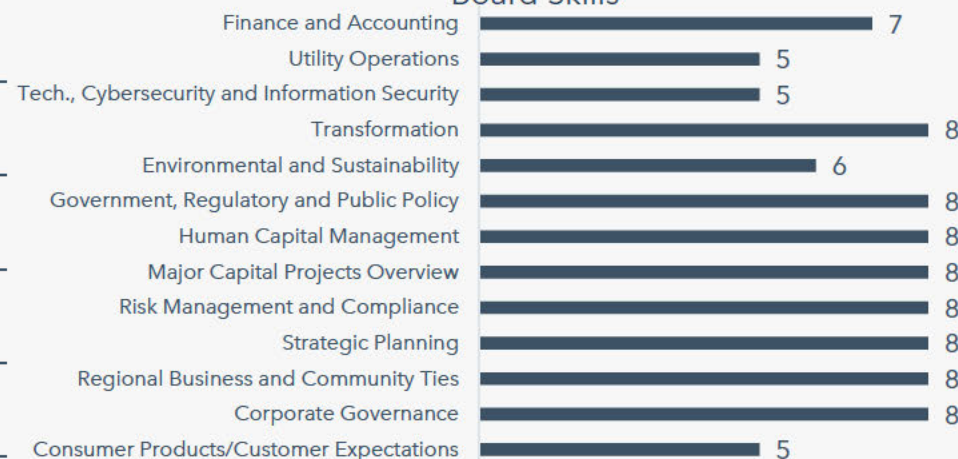 Board Skills
Finance and Accounting 7
Utility Operations 5
Tech., Cybersecurity and Information Security 5
Transformation 8
Environmental and Sustainability 6
Government, Regulatory and Public Policy 8
Human Capital Management 8
Major Capital Projects Overview 8
Risk Management and Compliance 8
Strategic Planning 8
Regional Business and Community Ties 8
Corporate Governance 8
Consumer Products/Customer Expectations 5